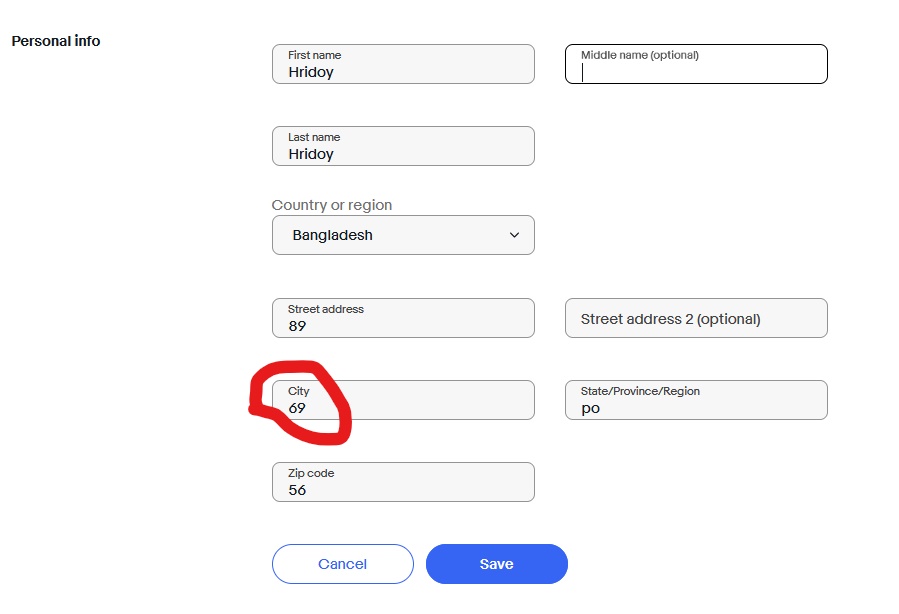 Personal info
First name
Hridoy
Middle name (optional)
Last name
Hridoy
Country or region
Bangladesh
Street address
89
Street address 2 (optional)
City
69
State/Province/Region
po
Zip code
56
Cancel
Save